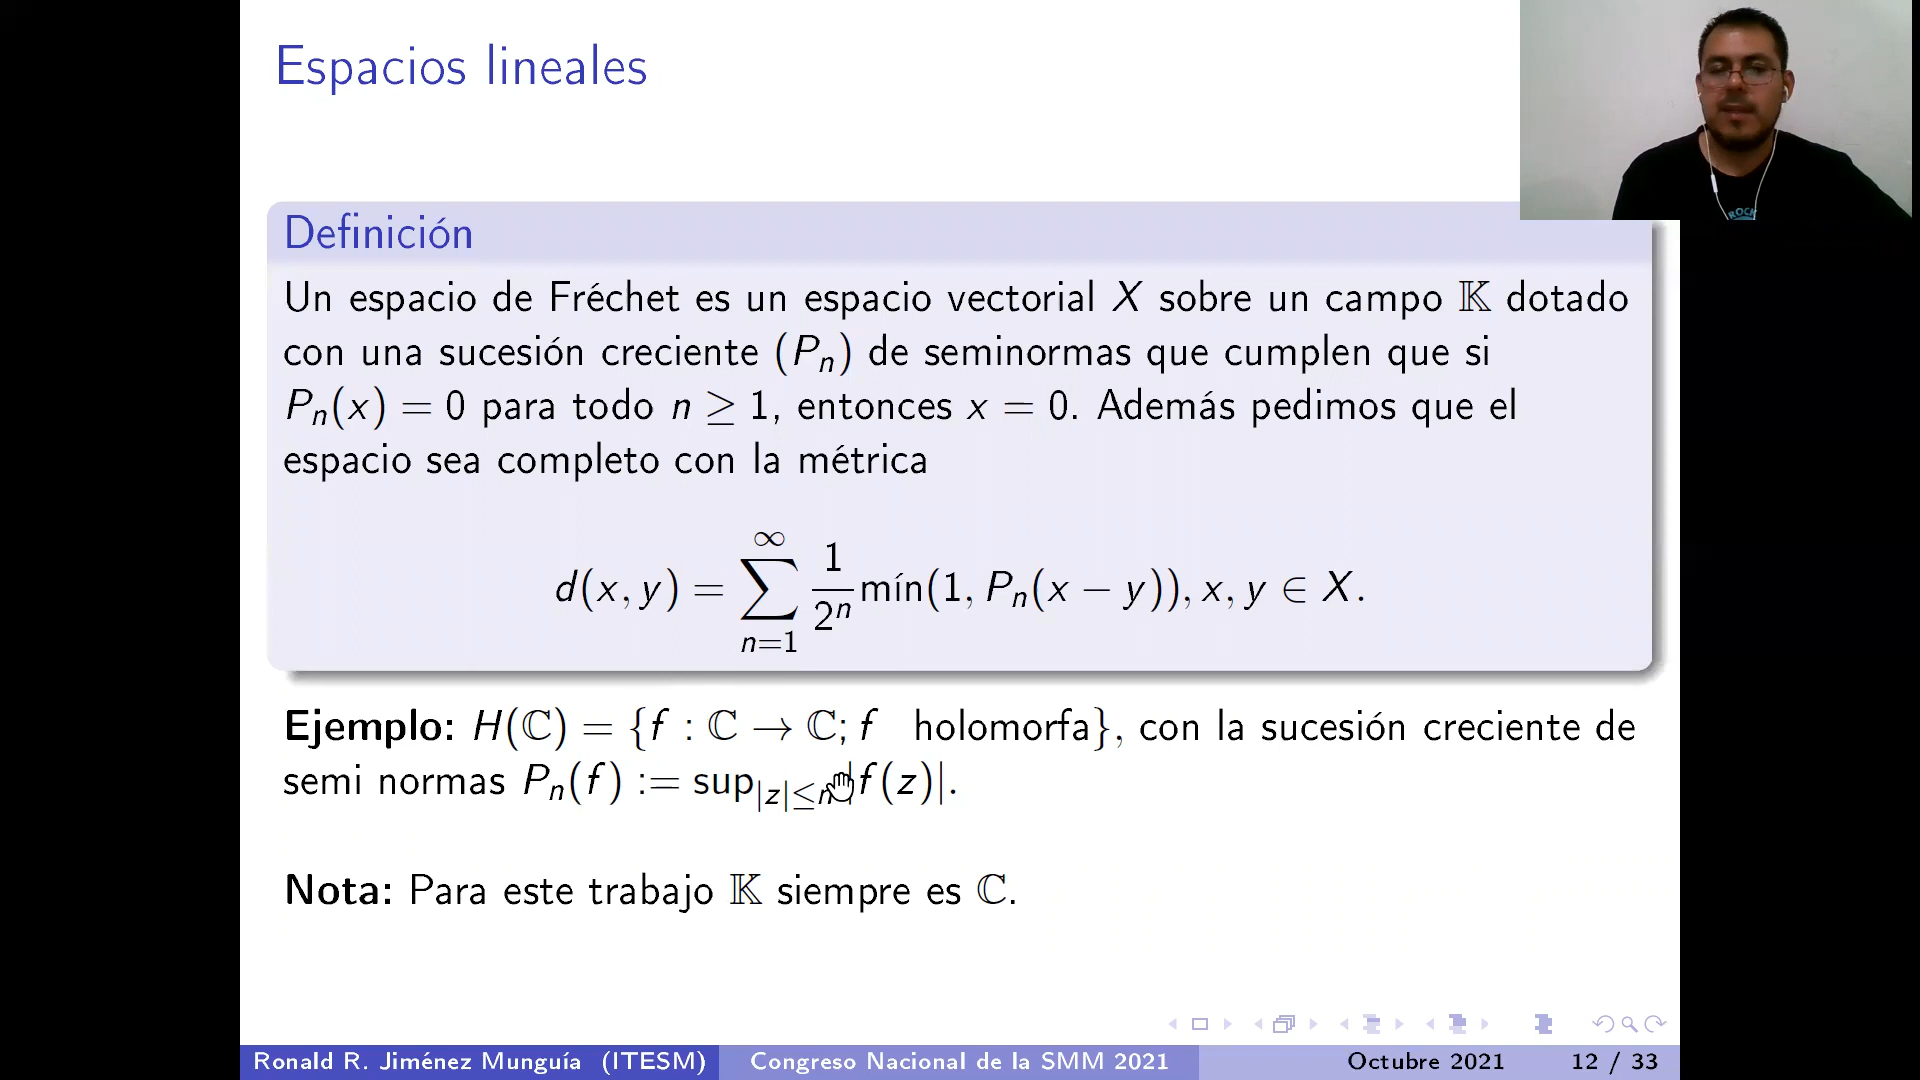 Espacios lineales
ROCK
Definición
Un espacio de Fréchet es un espacio vectorial X sobre un campo 𝕂 dotado
con una sucesión creciente (Pₙ) de seminormas que cumplen que si
Pₙ(x) = 0 para todo n ≥ 1, entonces x = 0. Además pedimos que el
espacio sea completo con la métrica
d(x, y) = ∑_{n=1}^{∞} 1/2ⁿ mín(1, Pₙ(x − y)), x, y ∈ X.
Ejemplo: H(ℂ) = {f : ℂ → ℂ; f holomorfa}, con la sucesión creciente de
semi normas Pₙ(f) := sup_{|z|≤n} |f(z)|.
Nota: Para este trabajo 𝕂 siempre es ℂ.
Ronald R. Jiménez Munguía (ITESM) Congreso Nacional de la SMM 2021 Octubre 2021 12 / 33